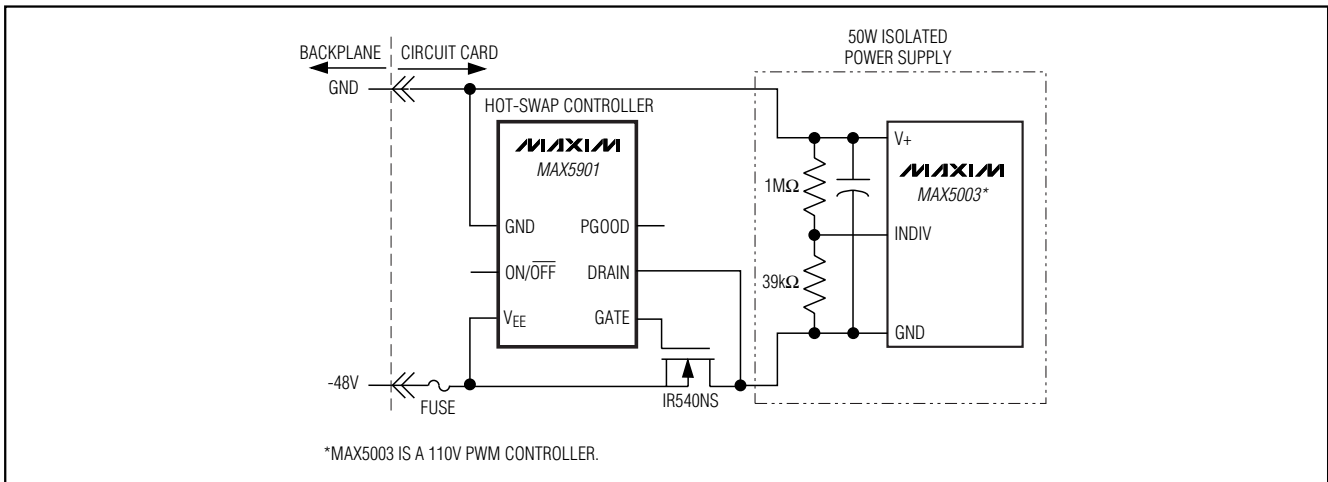 50W ISOLATED
POWER SUPPLY
BACKPLANE
CIRCUIT CARD
GND
HOT-SWAP CONTROLLER
MAXIM
MAX5901
GND
PGOOD
ON/OFF
DRAIN
VEE
GATE
-48V
FUSE
IR540NS
V+
MAXIM
MAX5003*
1MΩ
INDIV
39kΩ
GND
*MAX5003 IS A 110V PWM CONTROLLER.